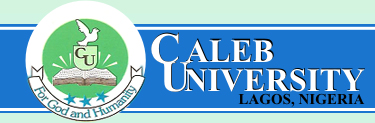 CU
For God and Humanity
CALEB
UNIVERSITY
LAGOS, NIGERIA